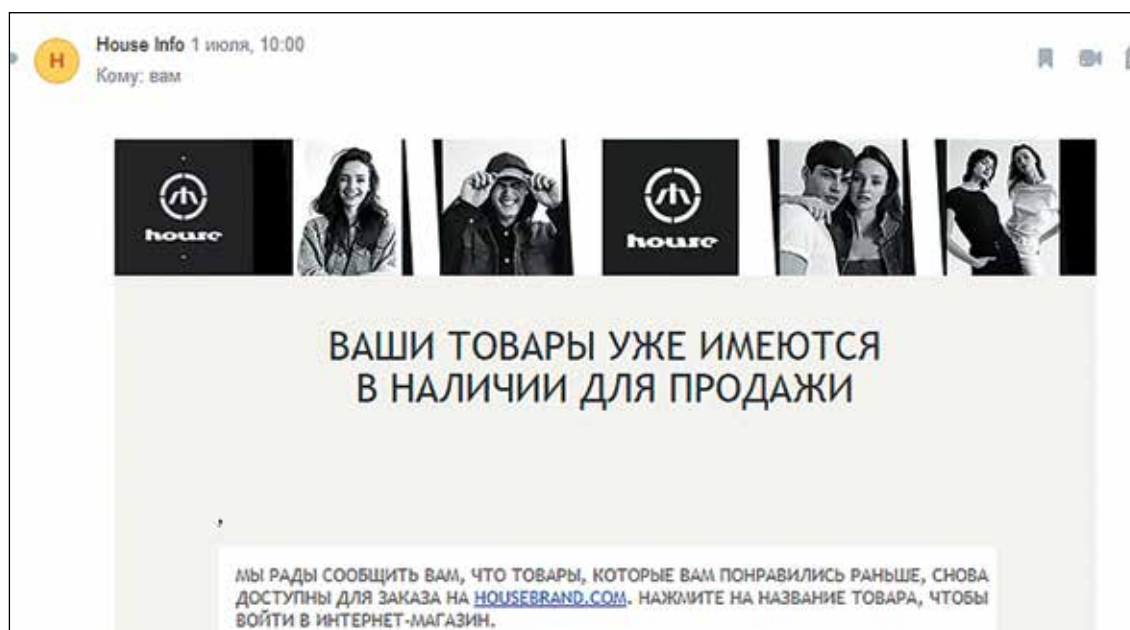 House Info 1 июля, 10:00
H
Кому: вам
house
house
ВАШИ ТОВАРЫ УЖЕ ИМЕЮТСЯ
В НАЛИЧИИ ДЛЯ ПРОДАЖИ
,
МЫ РАДЫ СООБЩИТЬ ВАМ, ЧТО ТОВАРЫ, КОТОРЫЕ ВАМ ПОНРАВИЛИСЬ РАНЬШЕ, СНОВА
ДОСТУПНЫ ДЛЯ ЗАКАЗА НА HOUSEBRAND.COM. НАЖМИТЕ НА НАЗВАНИЕ ТОВАРА, ЧТОБЫ
ВОЙТИ В ИНТЕРНЕТ-МАГАЗИН.